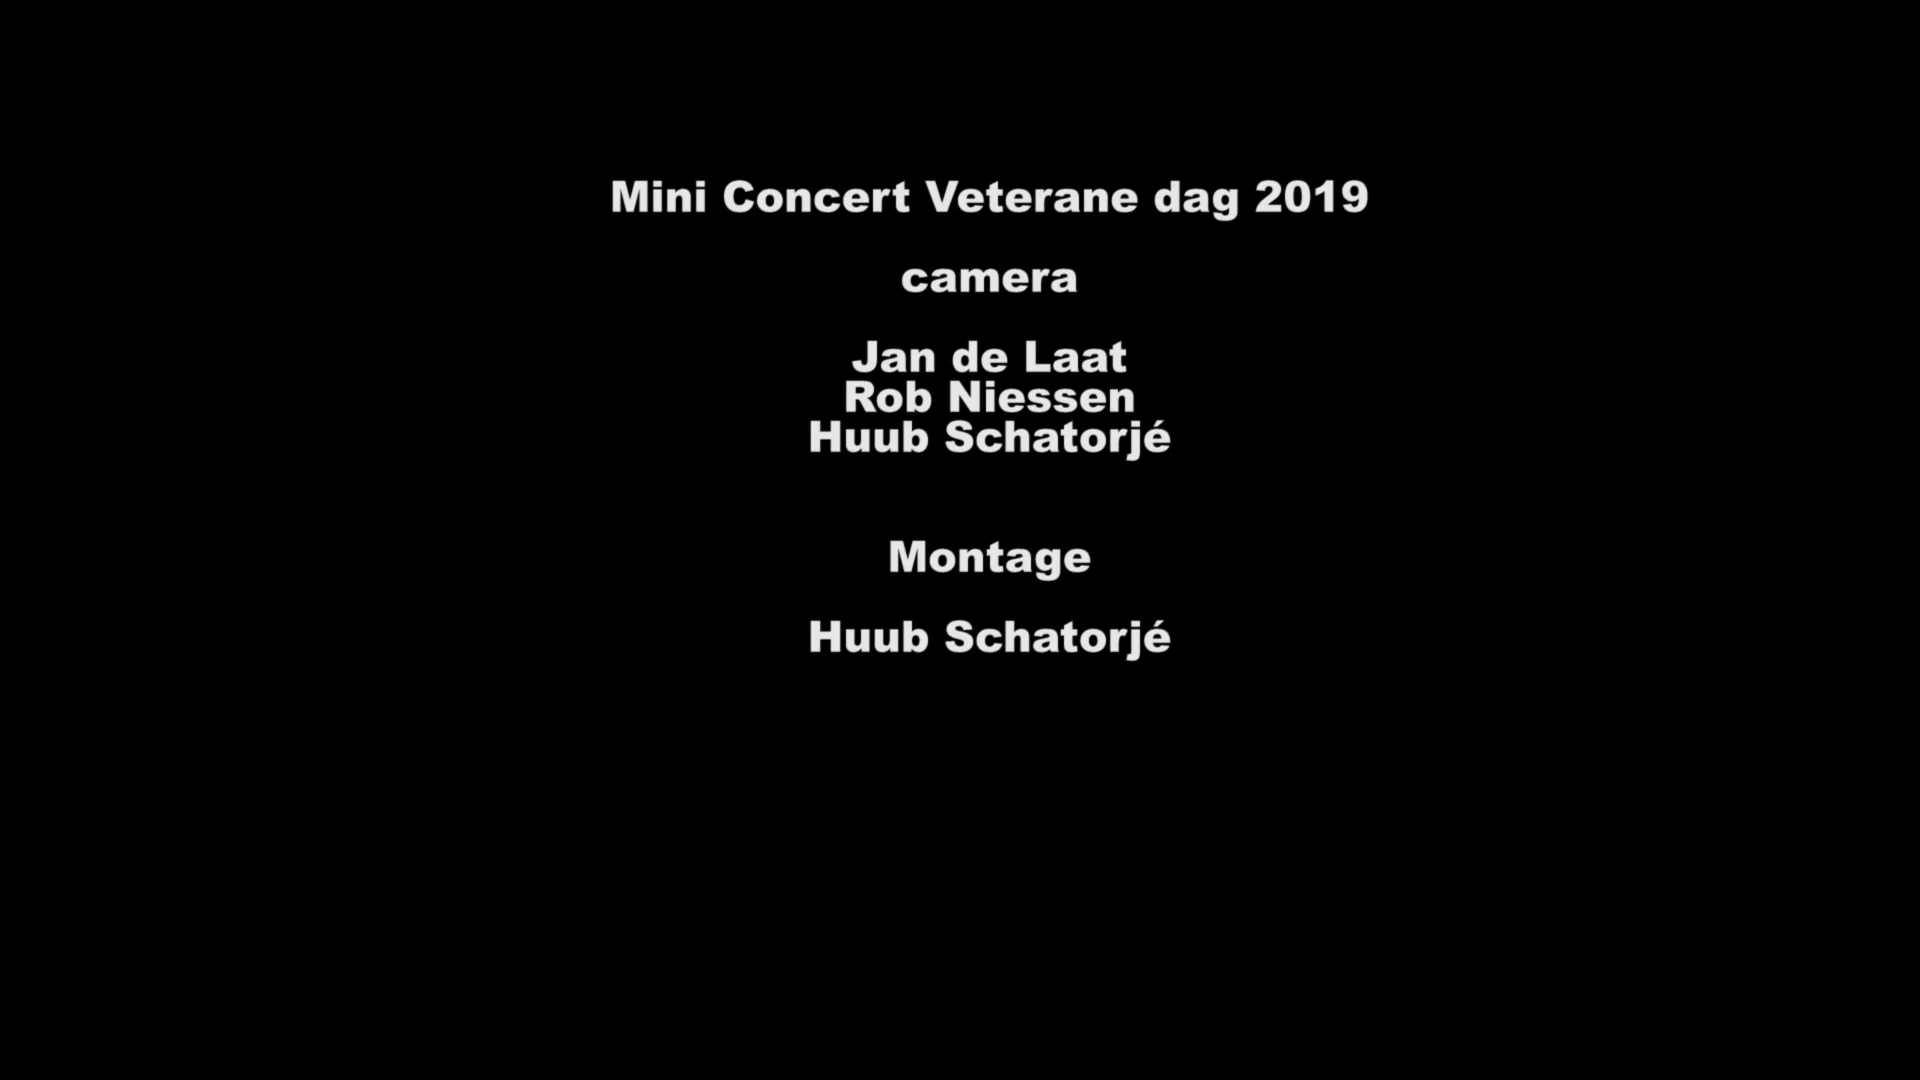 Mini Concert Veterane dag 2019
camera
Jan de Laat
Rob Niessen
Huub Schatorjé
Montage
Huub Schatorjé